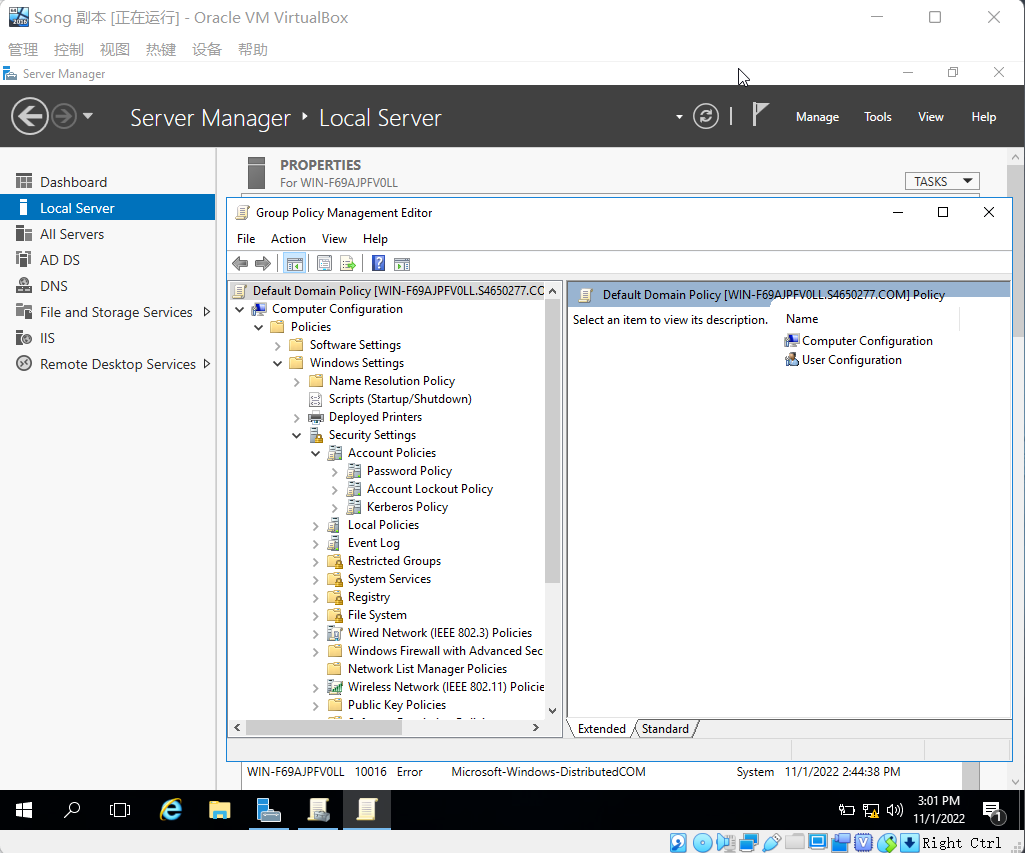 Song 副本 [正在运行] - Oracle VM VirtualBox
管理 控制 视图 热键 设备 帮助
Server Manager
Server Manager Local Server
Manage Tools View Help
PROPERTIES
For WIN-F69AJPFV0LL
TASKS
Dashboard
Local Server
All Servers
AD DS
DNS
File and Storage Services
IIS
Remote Desktop Services
Group Policy Management Editor
File Action View Help
Default Domain Policy [WIN-F69AJPFV0LL.S4650277.CO
Computer Configuration
Policies
Software Settings
Windows Settings
Name Resolution Policy
Scripts (Startup/Shutdown)
Deployed Printers
Security Settings
Account Policies
Password Policy
Account Lockout Policy
Kerberos Policy
Local Policies
Event Log
Restricted Groups
System Services
Registry
File System
Wired Network (IEEE 802.3) Policies
Windows Firewall with Advanced Sec
Network List Manager Policies
Wireless Network (IEEE 802.11) Policie
Public Key Policies
Default Domain Policy [WIN-F69AJPFV0LL.S4650277.COM] Policy
Select an item to view its description.
Name
Computer Configuration
User Configuration
Extended Standard
WIN-F69AJPFV0LL 10016 Error Microsoft-Windows-DistributedCOM System 11/1/2022 2:44:38 PM
3:01 PM
11/1/2022
1
Right Ctrl